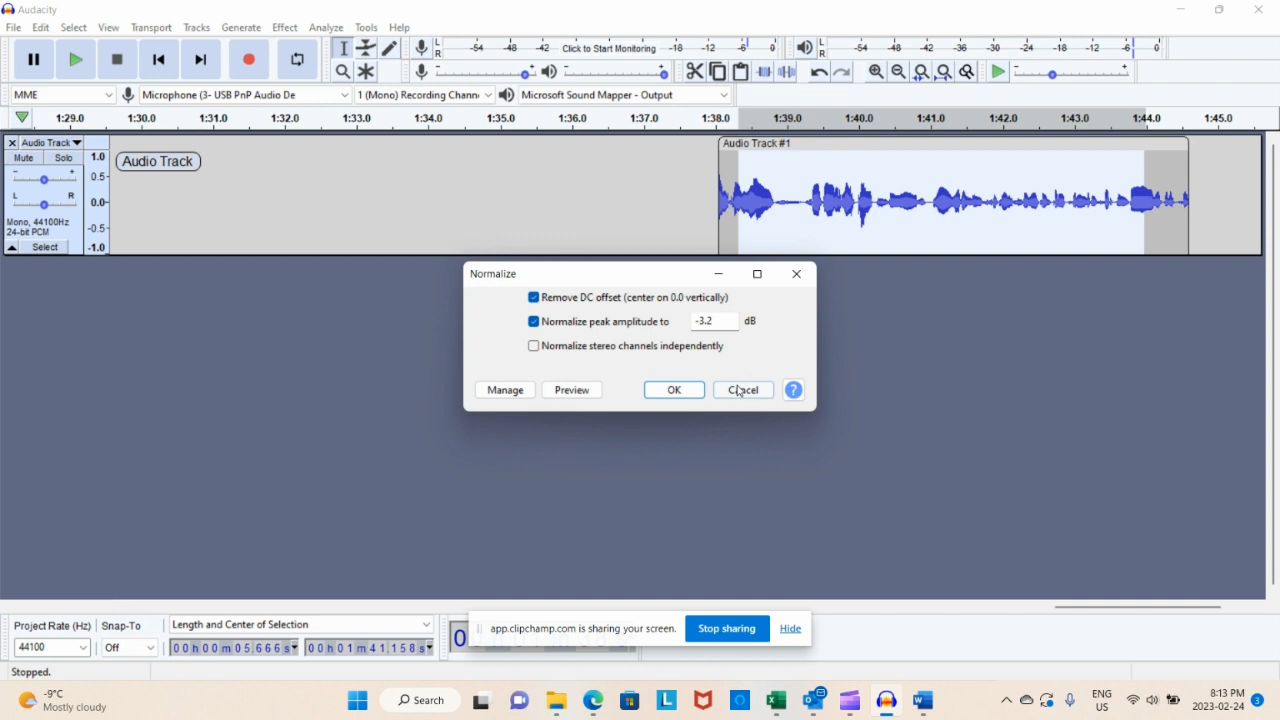 Audacity
File Edit Select View Transport Tracks Generate Effect Analyze Tools Help
L R -54 -48 -42 Click to Start Monitoring -18 -12 -6 0 L R -54 -48 -42 -36 -30 -24 -18 -12 -6 0
MME Microphone (3- USB PnP Audio De 1 (Mono) Recording Chann Microsoft Sound Mapper - Output
1:29.0 1:30.0 1:31.0 1:32.0 1:33.0 1:34.0 1:35.0 1:36.0 1:37.0 1:38.0 1:39.0 1:40.0 1:41.0 1:42.0 1:43.0 1:44.0 1:45.0
Audio Track Audio Track #1
Mute Solo 1.0 Audio Track
0.5
L R 0.0
Mono, 44100Hz -0.5
24-bit PCM
Select -1.0
Normalize
Remove DC offset (center on 0.0 vertically)
Normalize peak amplitude to -3.2 dB
Normalize stereo channels independently
Manage Preview OK Cancel ?
Project Rate (Hz) Snap-To Length and Center of Selection
44100 Off 00h00m05.666s 00h01m41.158s 0
app.clipchamp.com is sharing your screen. Stop sharing Hide
Stopped.
-9°C
Mostly cloudy
Search
ENG
US
8:13 PM
2023-02-24
3